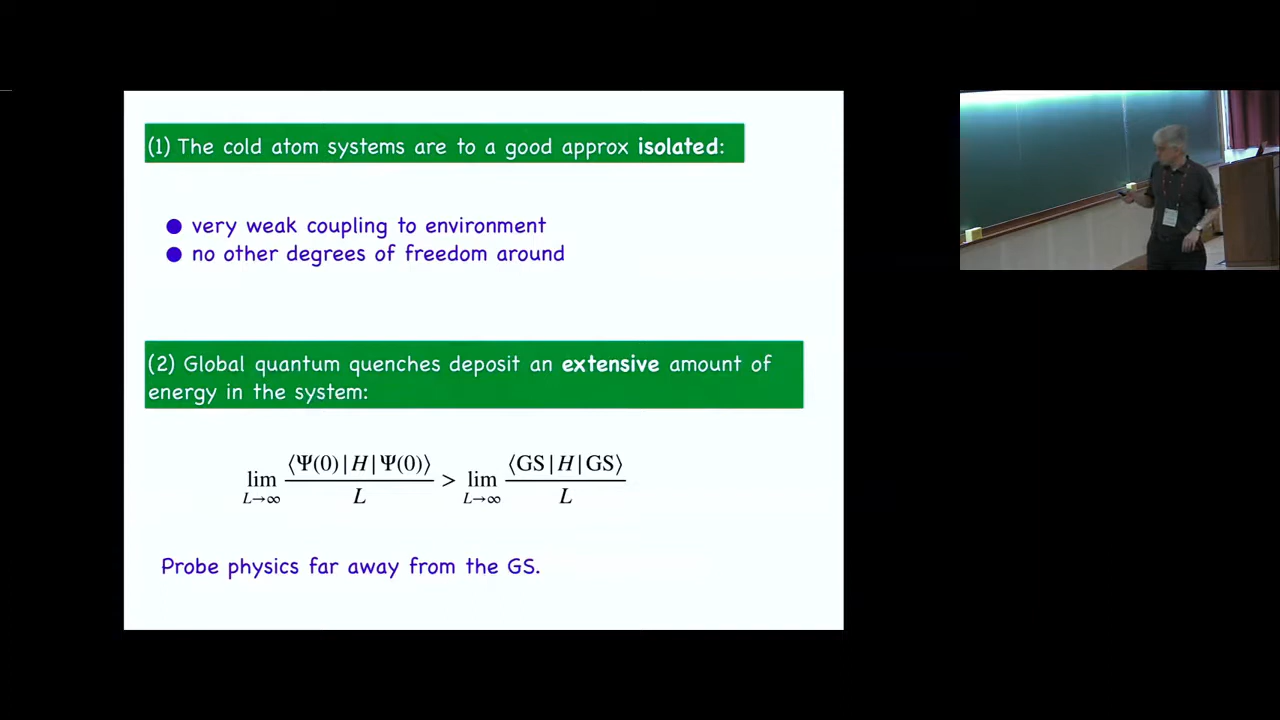 (1) The cold atom systems are to a good approx isolated:
● very weak coupling to environment
● no other degrees of freedom around
(2) Global quantum quenches deposit an extensive amount of
energy in the system:
lim_{L→∞} ⟨Ψ(0)|H|Ψ(0)⟩ / L > lim_{L→∞} ⟨GS|H|GS⟩ / L
Probe physics far away from the GS.